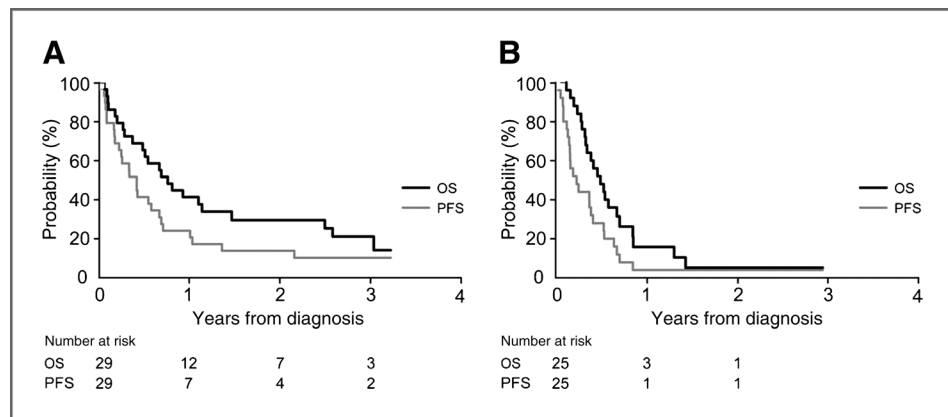 A
100
80
60
40
20
0
Probability (%)
OS
PFS
0 1 2 3 4
Years from diagnosis
Number at risk
OS 29 12 7 3
PFS 29 7 4 2
B
100
80
60
40
20
0
Probability (%)
OS
PFS
0 1 2 3 4
Years from diagnosis
Number at risk
OS 25 3 1
PFS 25 1 1